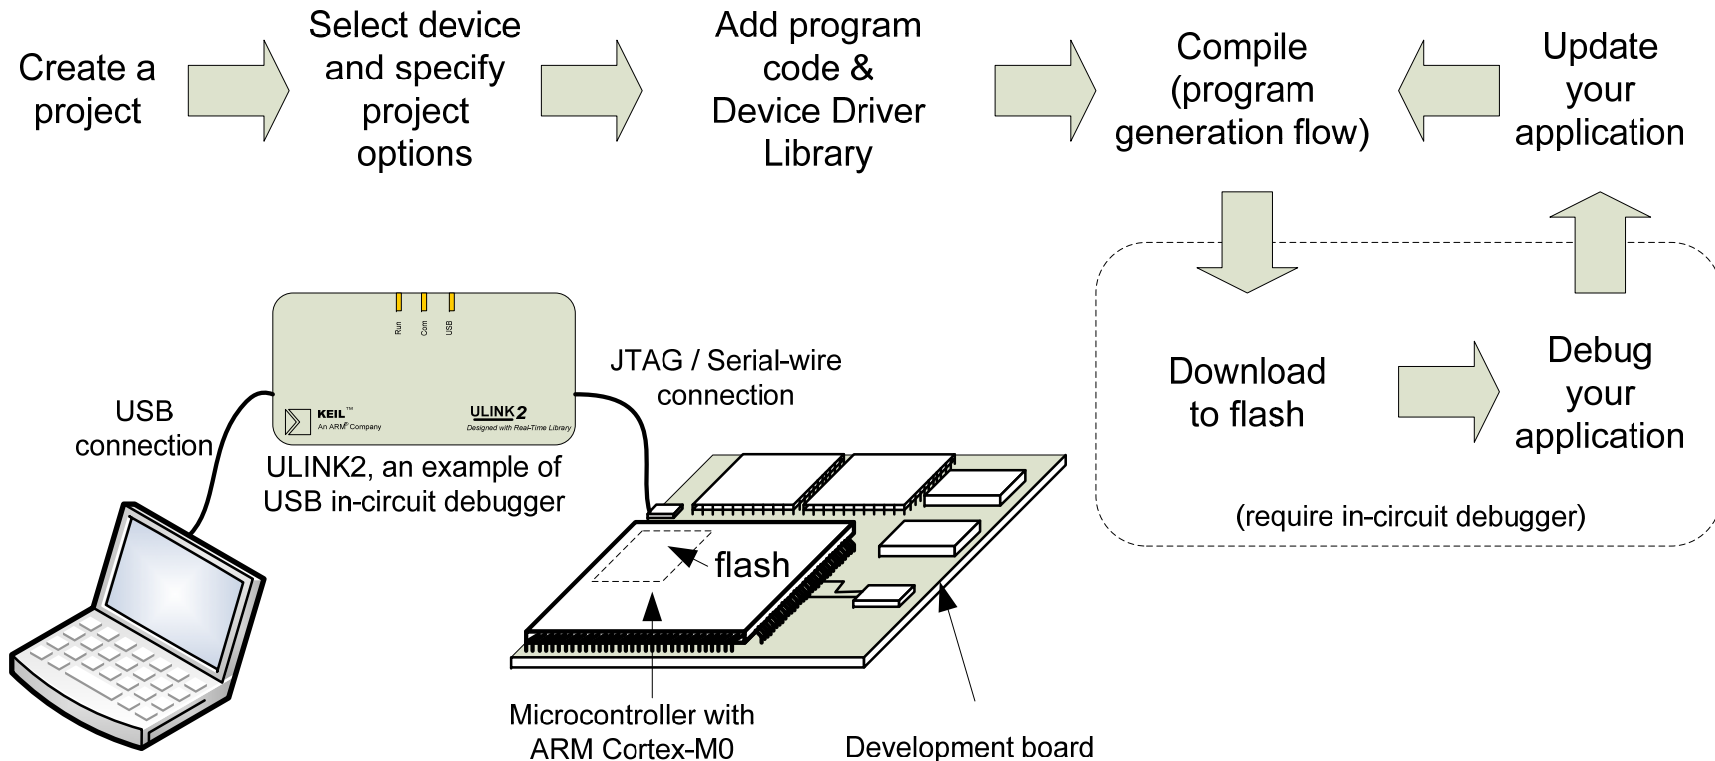 Create a
project
Select device
and specify
project
options
Add program
code &
Device Driver
Library
Compile
(program
generation flow)
Update
your
application
Download
to flash
Debug
your
application
(require in-circuit debugger)
Run
Com
USB
KEIL™
An ARM® Company
ULINK2
Designed with Real-Time Library
USB
connection
JTAG / Serial-wire
connection
ULINK2, an example of
USB in-circuit debugger
flash
Microcontroller with
ARM Cortex-M0
Development board